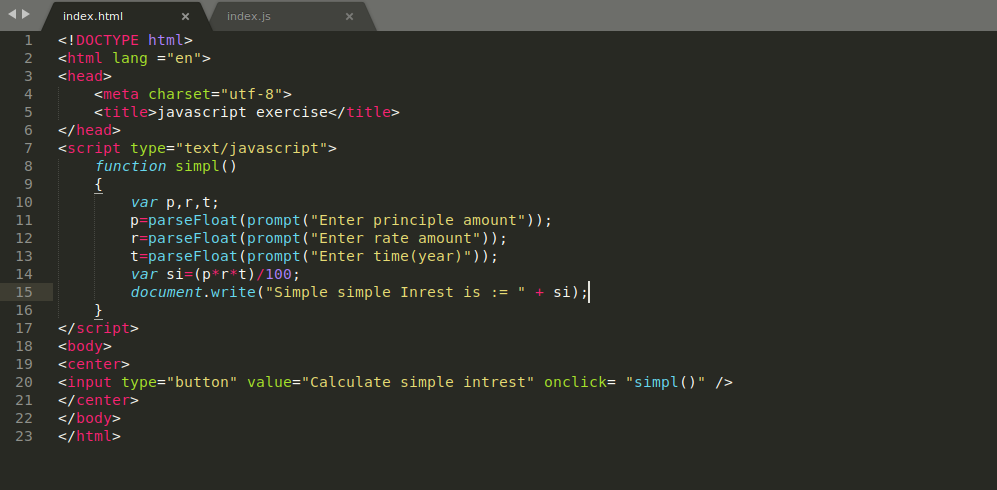 index.html × index.js ×
1 <!DOCTYPE html>
2 <html lang ="en">
3 <head>
4     <meta charset="utf-8">
5     <title>javascript exercise</title>
6 </head>
7 <script type="text/javascript">
8     function simpl()
9     {
10         var p,r,t;
11         p=parseFloat(prompt("Enter principle amount"));
12         r=parseFloat(prompt("Enter rate amount"));
13         t=parseFloat(prompt("Enter time(year)"));
14         var si=(p*r*t)/100;
15         document.write("Simple simple Inrest is := " + si);
16     }
17 </script>
18 <body>
19 <center>
20 <input type="button" value="Calculate simple intrest" onclick= "simpl()" />
21 </center>
22 </body>
23 </html>